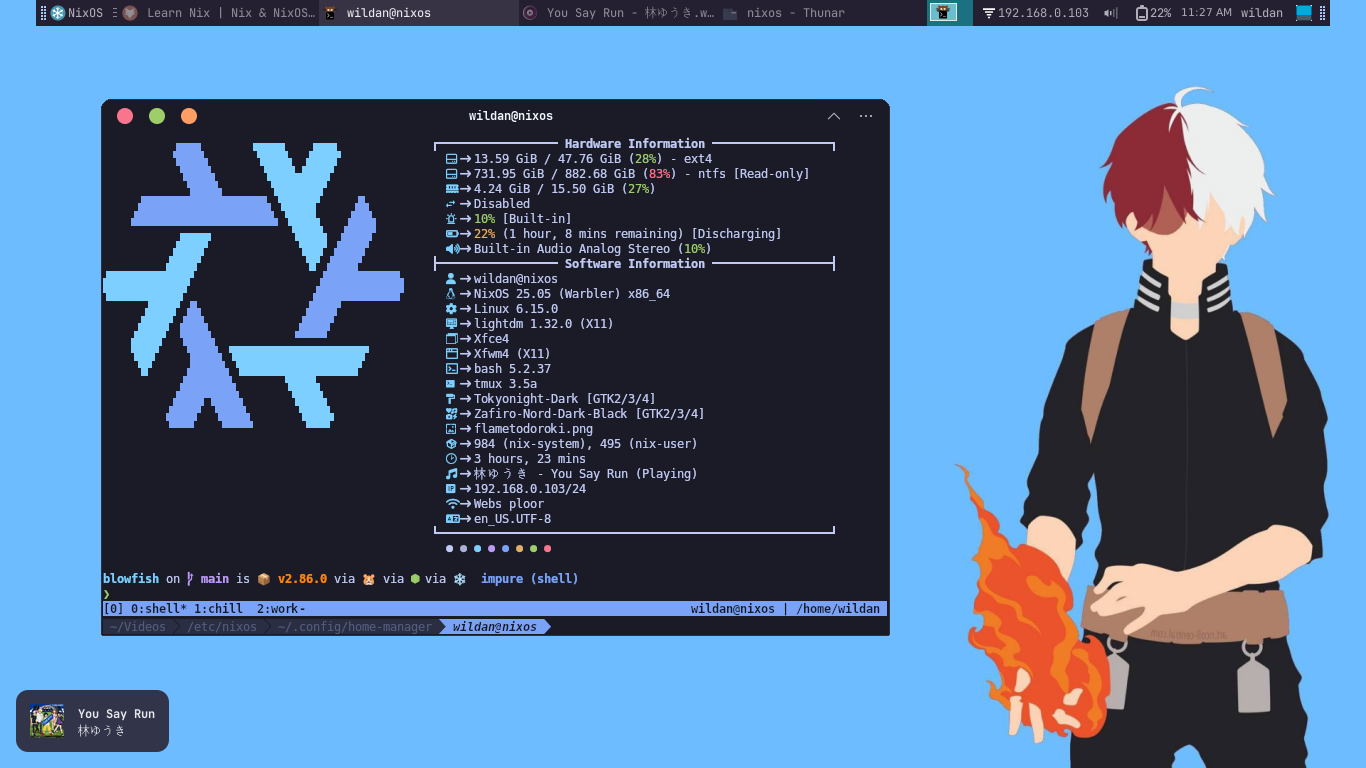 NixOS
Learn Nix | Nix & NixOS…
wildan@nixos
You Say Run - 林ゆうき.w…
nixos - Thunar
192.168.0.103
22%
11:27 AM
wildan
wildan@nixos
Hardware Information
13.59 GiB / 47.76 GiB (28%) - ext4
731.95 GiB / 882.68 GiB (83%) - ntfs [Read-only]
4.24 GiB / 15.50 GiB (27%)
Disabled
10% [Built-in]
22% (1 hour, 8 mins remaining) [Discharging]
Built-in Audio Analog Stereo (10%)
Software Information
wildan@nixos
NixOS 25.05 (Warbler) x86_64
Linux 6.15.0
lightdm 1.32.0 (X11)
Xfce4
Xfwm4 (X11)
bash 5.2.37
tmux 3.5a
Tokyonight-Dark [GTK2/3/4]
Zafiro-Nord-Dark-Black [GTK2/3/4]
flametodoroki.png
984 (nix-system), 495 (nix-user)
3 hours, 23 mins
林ゆうき - You Say Run (Playing)
192.168.0.103/24
Webs ploor
en_US.UTF-8
blowfish on main is 📦 v2.86.0 via 🐹 via ⬢ via ❄️ impure (shell)
❯
[0] 0:shell* 1:chill  2:work-
wildan@nixos | /home/wildan
~/Videos
/etc/nixos
~/.config/home-manager
wildan@nixos
You Say Run
林ゆうき